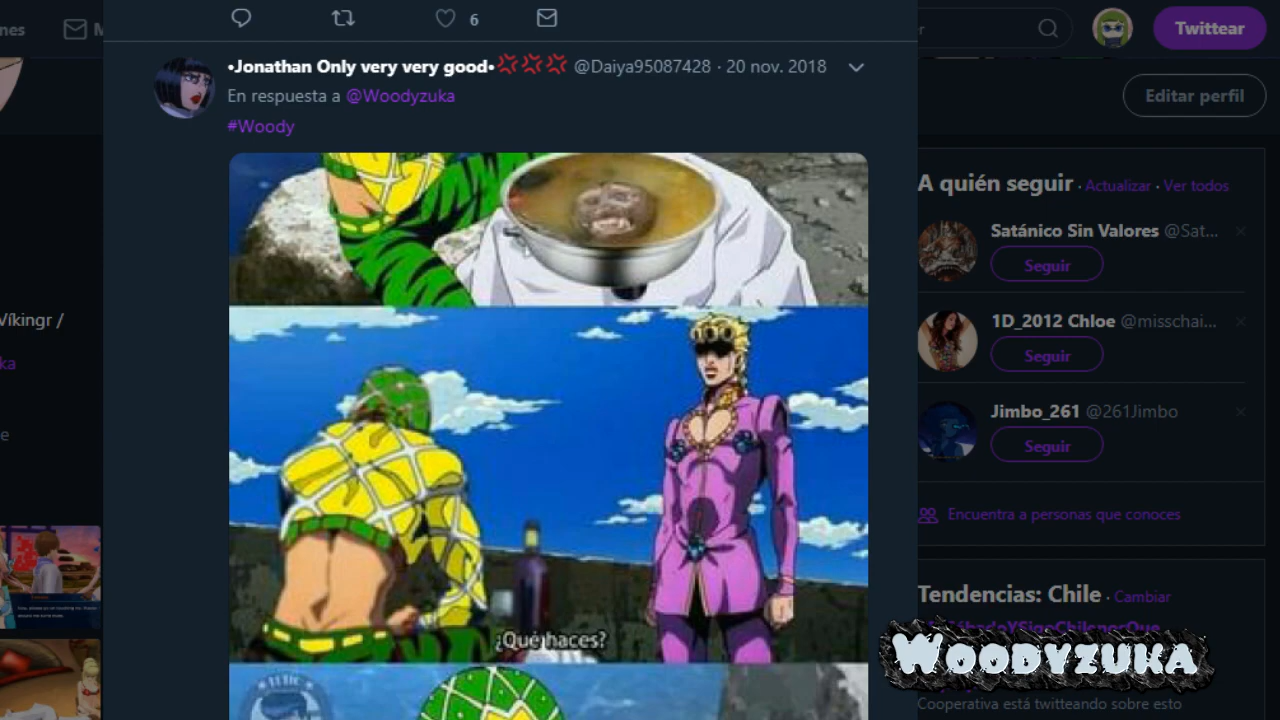 nes
M
6
r
Twittear
•Jonathan Only very very good• @Daiya95087428 · 20 nov. 2018
En respuesta a @Woodyzuka
#Woody
Editar perfil
A quién seguir · Actualizar · Ver todos
Satánico Sin Valores @Sat...
Seguir
1D_2012 Chloe @misschai...
Seguir
Jimbo_261 @261Jimbo
Seguir
Encuentra a personas que conoces
Víkingr /
ka
e
¿Qué haces?
Tendencias: Chile · Cambiar
WOODYZUKA
Cooperativa está twitteando sobre esto